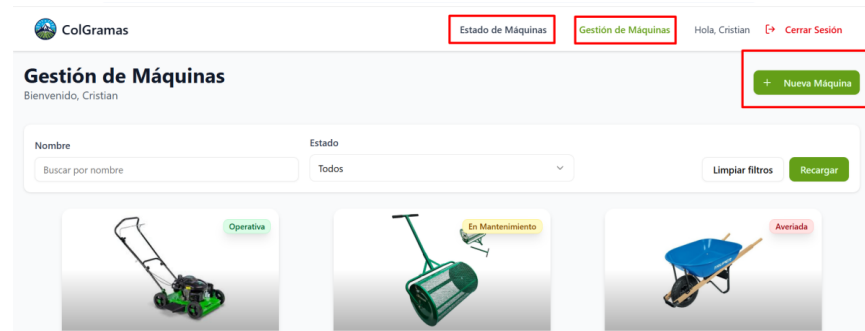 ColGramas
Estado de Máquinas
Gestión de Máquinas
Hola, Cristian
Cerrar Sesión
Gestión de Máquinas
Bienvenido, Cristian
+ Nueva Máquina
Nombre
Estado
Buscar por nombre
Todos
Limpiar filtros
Recargar
Operativa
En Mantenimiento
Averiada